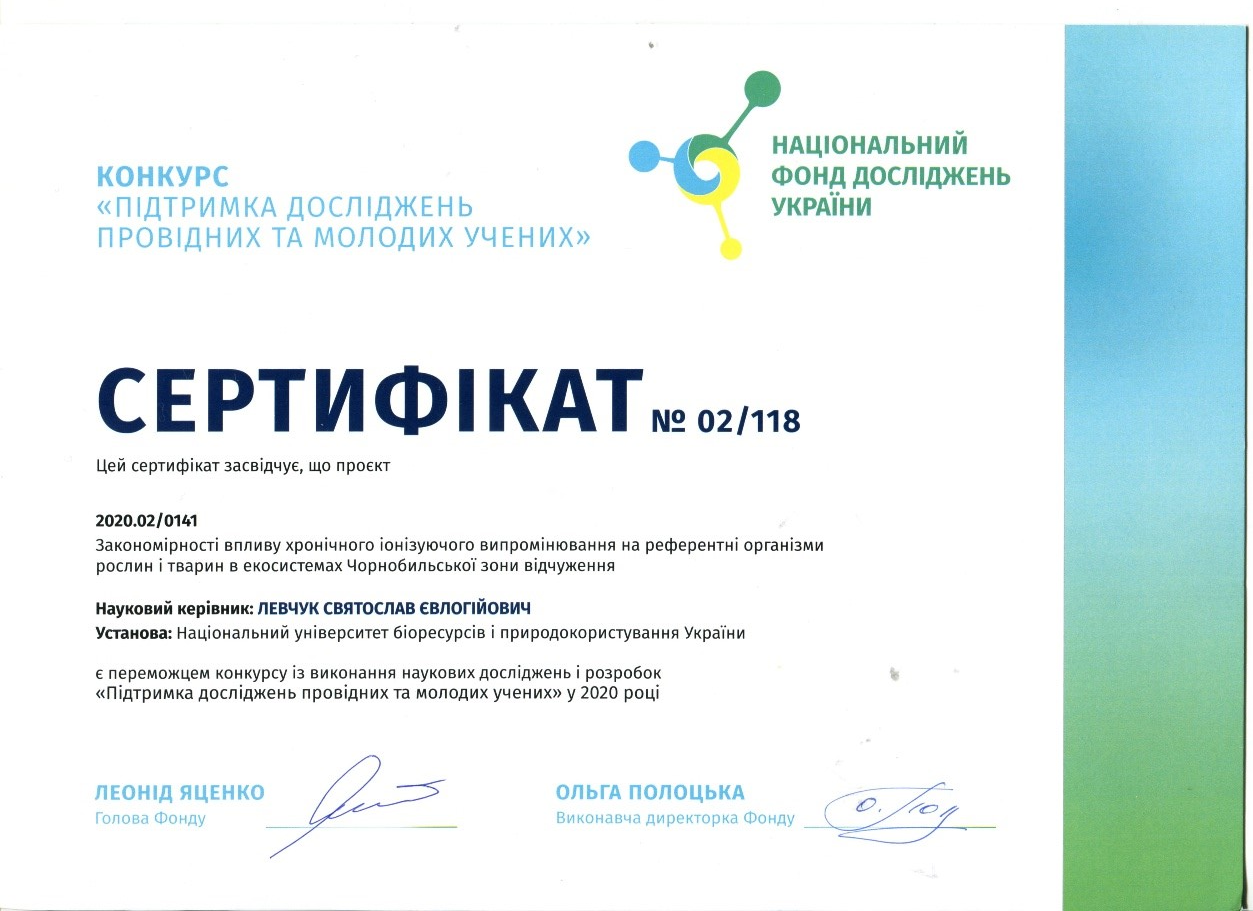 КОНКУРС
«ПІДТРИМКА ДОСЛІДЖЕНЬ
ПРОВІДНИХ ТА МОЛОДИХ УЧЕНИХ»
НАЦІОНАЛЬНИЙ
ФОНД ДОСЛІДЖЕНЬ
УКРАЇНИ
СЕРТИФІКАТ № 02/118
Цей сертифікат засвідчує, що проєкт
2020.02/0141
Закономірності впливу хронічного іонізуючого випромінювання на референтні організми
рослин і тварин в екосистемах Чорнобильської зони відчуження
Науковий керівник: ЛЕВЧУК СВЯТОСЛАВ ЄВЛОГІЙОВИЧ
Установа: Національний університет біоресурсів і природокористування України
є переможцем конкурсу із виконання наукових досліджень і розробок
«Підтримка досліджень провідних та молодих учених» у 2020 році
ЛЕОНІД ЯЦЕНКО
Голова Фонду
ОЛЬГА ПОЛОЦЬКА
Виконавча директорка Фонду